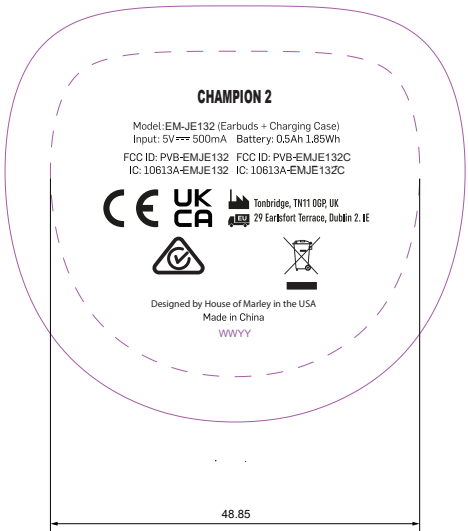 CHAMPION 2
Model:EM-JE132 (Earbuds + Charging Case)
Input: 5V⎓500mA Battery: 0.5Ah 1.85Wh
FCC ID: PVB-EMJE132 FCC ID: PVB-EMJE132C
IC: 10613A-EMJE132 IC: 10613A-EMJE132C
CE UK CA
Tonbridge, TN11 0GP, UK
EU 29 Earlsfort Terrace, Dublin 2. IE
Designed by House of Marley in the USA
Made in China
WWYY
48.85